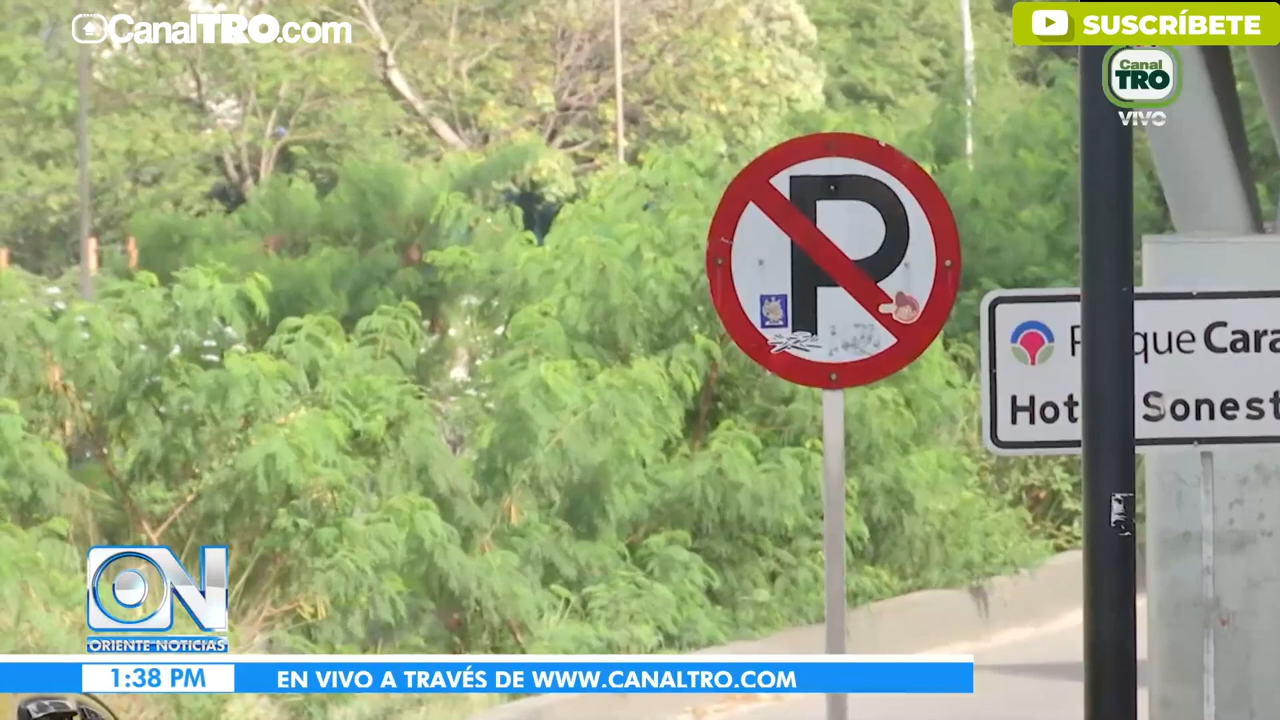 CanalTRO.com
SUSCRÍBETE
Canal
TRO
VIVO
P
que Cara
Hot Sonest
ON
ORIENTE NOTICIAS
1:38 PM
EN VIVO A TRAVÉS DE WWW.CANALTRO.COM